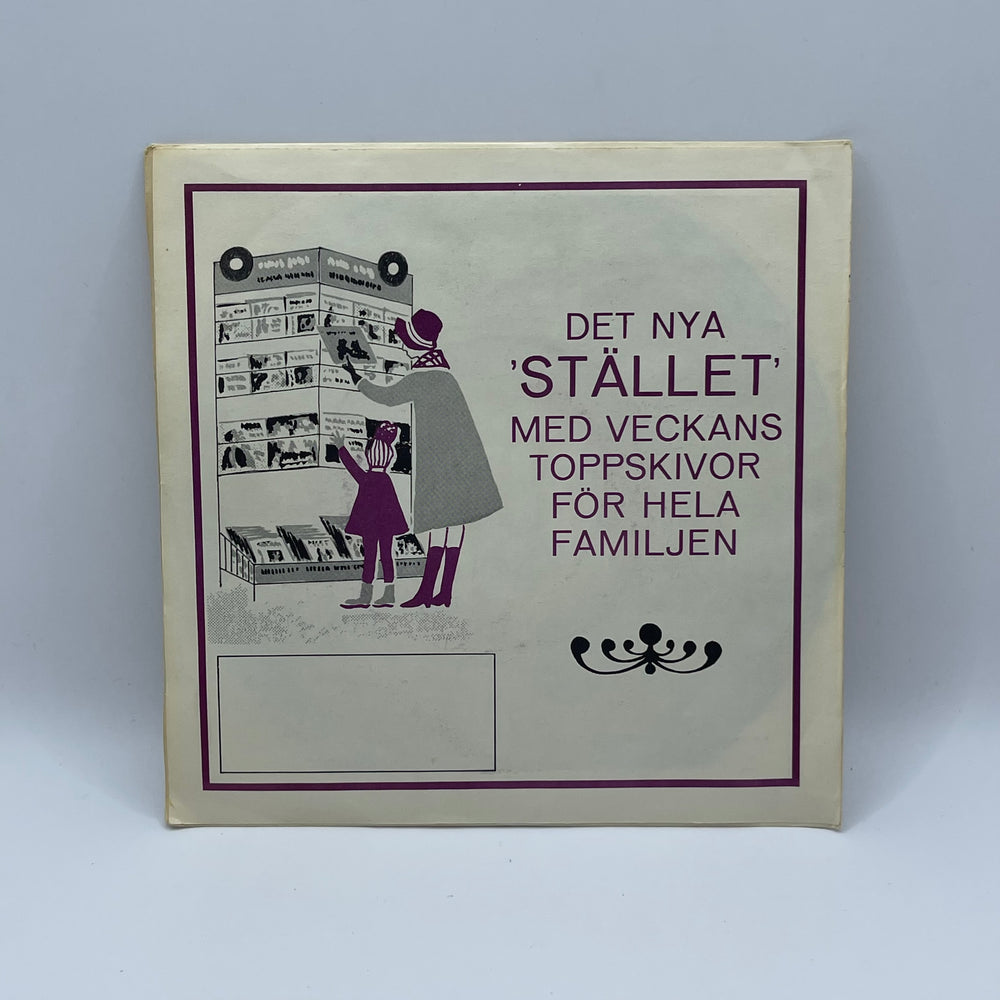 DET NYA
'STÄLLET'
MED VECKANS
TOPPSKIVOR
FÖR HELA
FAMILJEN